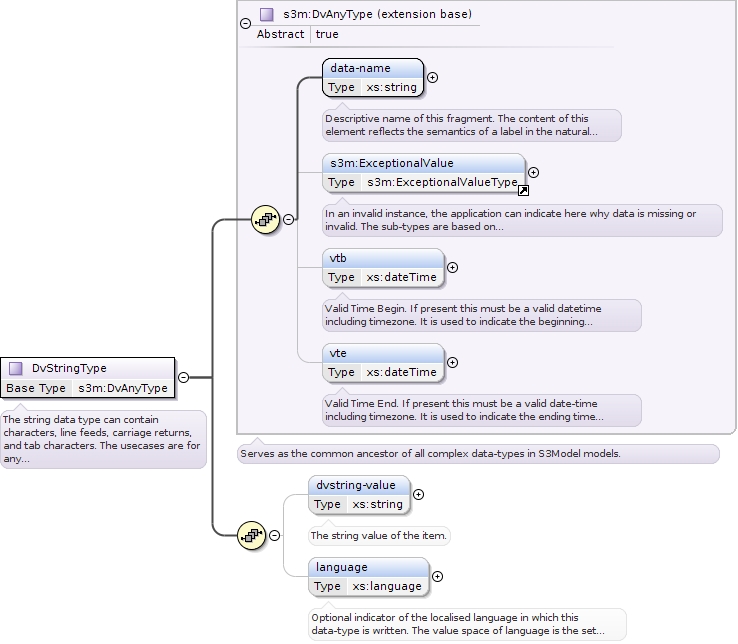 s3m:DvAnyType (extension base)
Abstract true
data-name
Type xs:string
Descriptive name of this fragment. The content of this
element reflects the semantics of a label in the natural...
s3m:ExceptionalValue
Type s3m:ExceptionalValueType
In an invalid instance, the application can indicate here why data is missing or
invalid. The sub-types are based on...
vtb
Type xs:dateTime
Valid Time Begin. If present this must be a valid datetime
including timezone. It is used to indicate the beginning...
vte
Type xs:dateTime
Valid Time End. If present this must be a valid date-time
including timezone. It is used to indicate the ending time...
Serves as the common ancestor of all complex data-types in S3Model models.
DvStringType
Base Type s3m:DvAnyType
The string data type can contain
characters, line feeds, carriage returns,
and tab characters. The usecases are for
any...
dvstring-value
Type xs:string
The string value of the item.
language
Type xs:language
Optional indicator of the localised language in which this
data-type is written. The value space of language is the set...